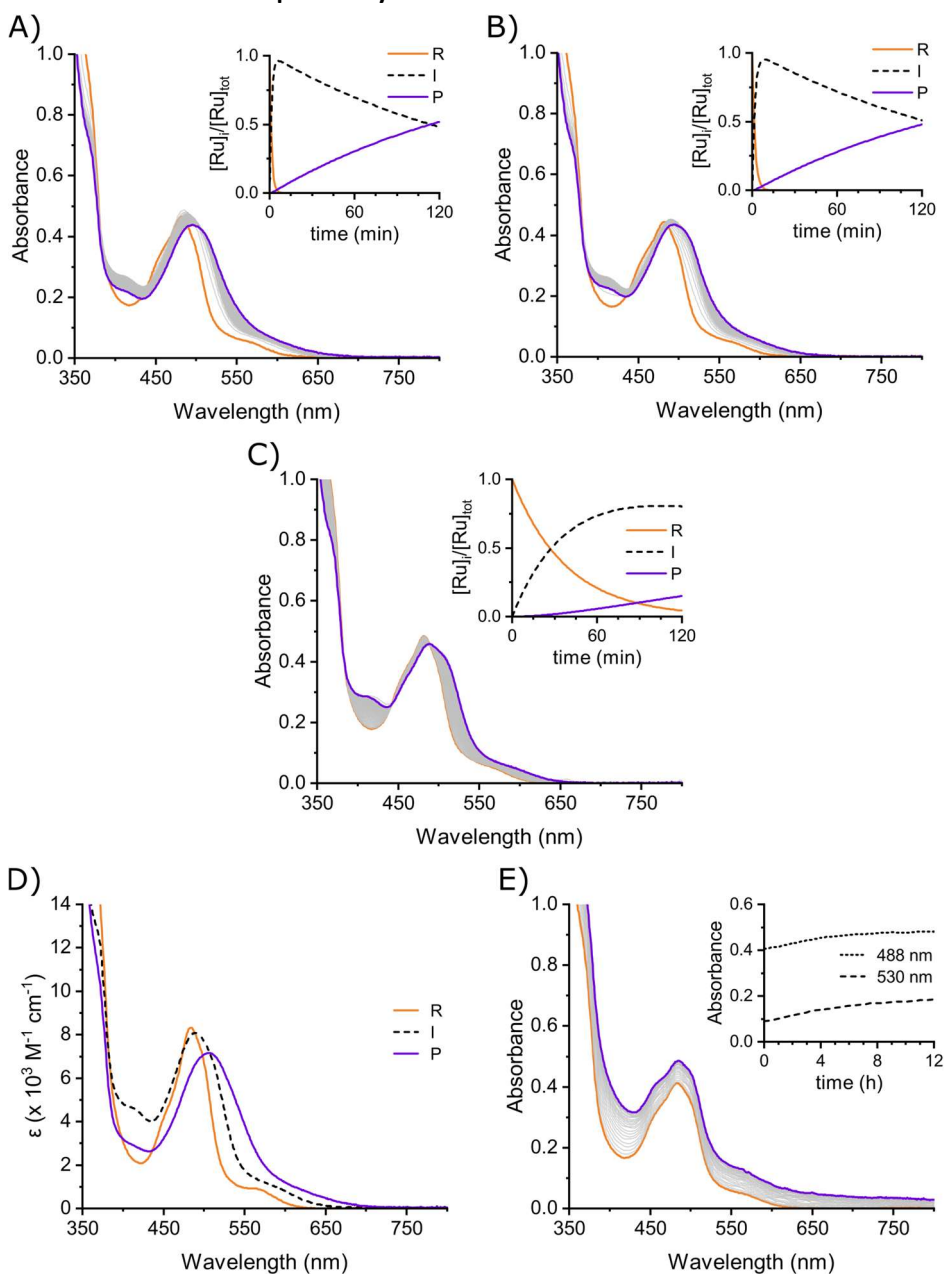 A)
1.0
0.8
0.6
0.4
0.2
0.0
Absorbance
350 450 550 650 750
Wavelength (nm)
1.0
0.5
0.0
[Ru]i/[Ru]tot
R
I
P
0 60 120
time (min)
B)
1.0
0.8
0.6
0.4
0.2
0.0
Absorbance
350 450 550 650 750
Wavelength (nm)
1.0
0.5
0.0
[Ru]i/[Ru]tot
R
I
P
0 60 120
time (min)
C)
1.0
0.8
0.6
0.4
0.2
0.0
Absorbance
350 450 550 650 750
Wavelength (nm)
1.0
0.5
0.0
[Ru]i/[Ru]tot
R
I
P
0 60 120
time (min)
D)
14
12
10
8
6
4
2
0
ε (x 10³ M⁻¹ cm⁻¹)
R
I
P
350 450 550 650 750
Wavelength (nm)
E)
1.0
0.8
0.6
0.4
0.2
0.0
Absorbance
350 450 550 650 750
Wavelength (nm)
0.6
0.4
0.2
0.0
Absorbance
488 nm
530 nm
0 4 8 12
time (h)